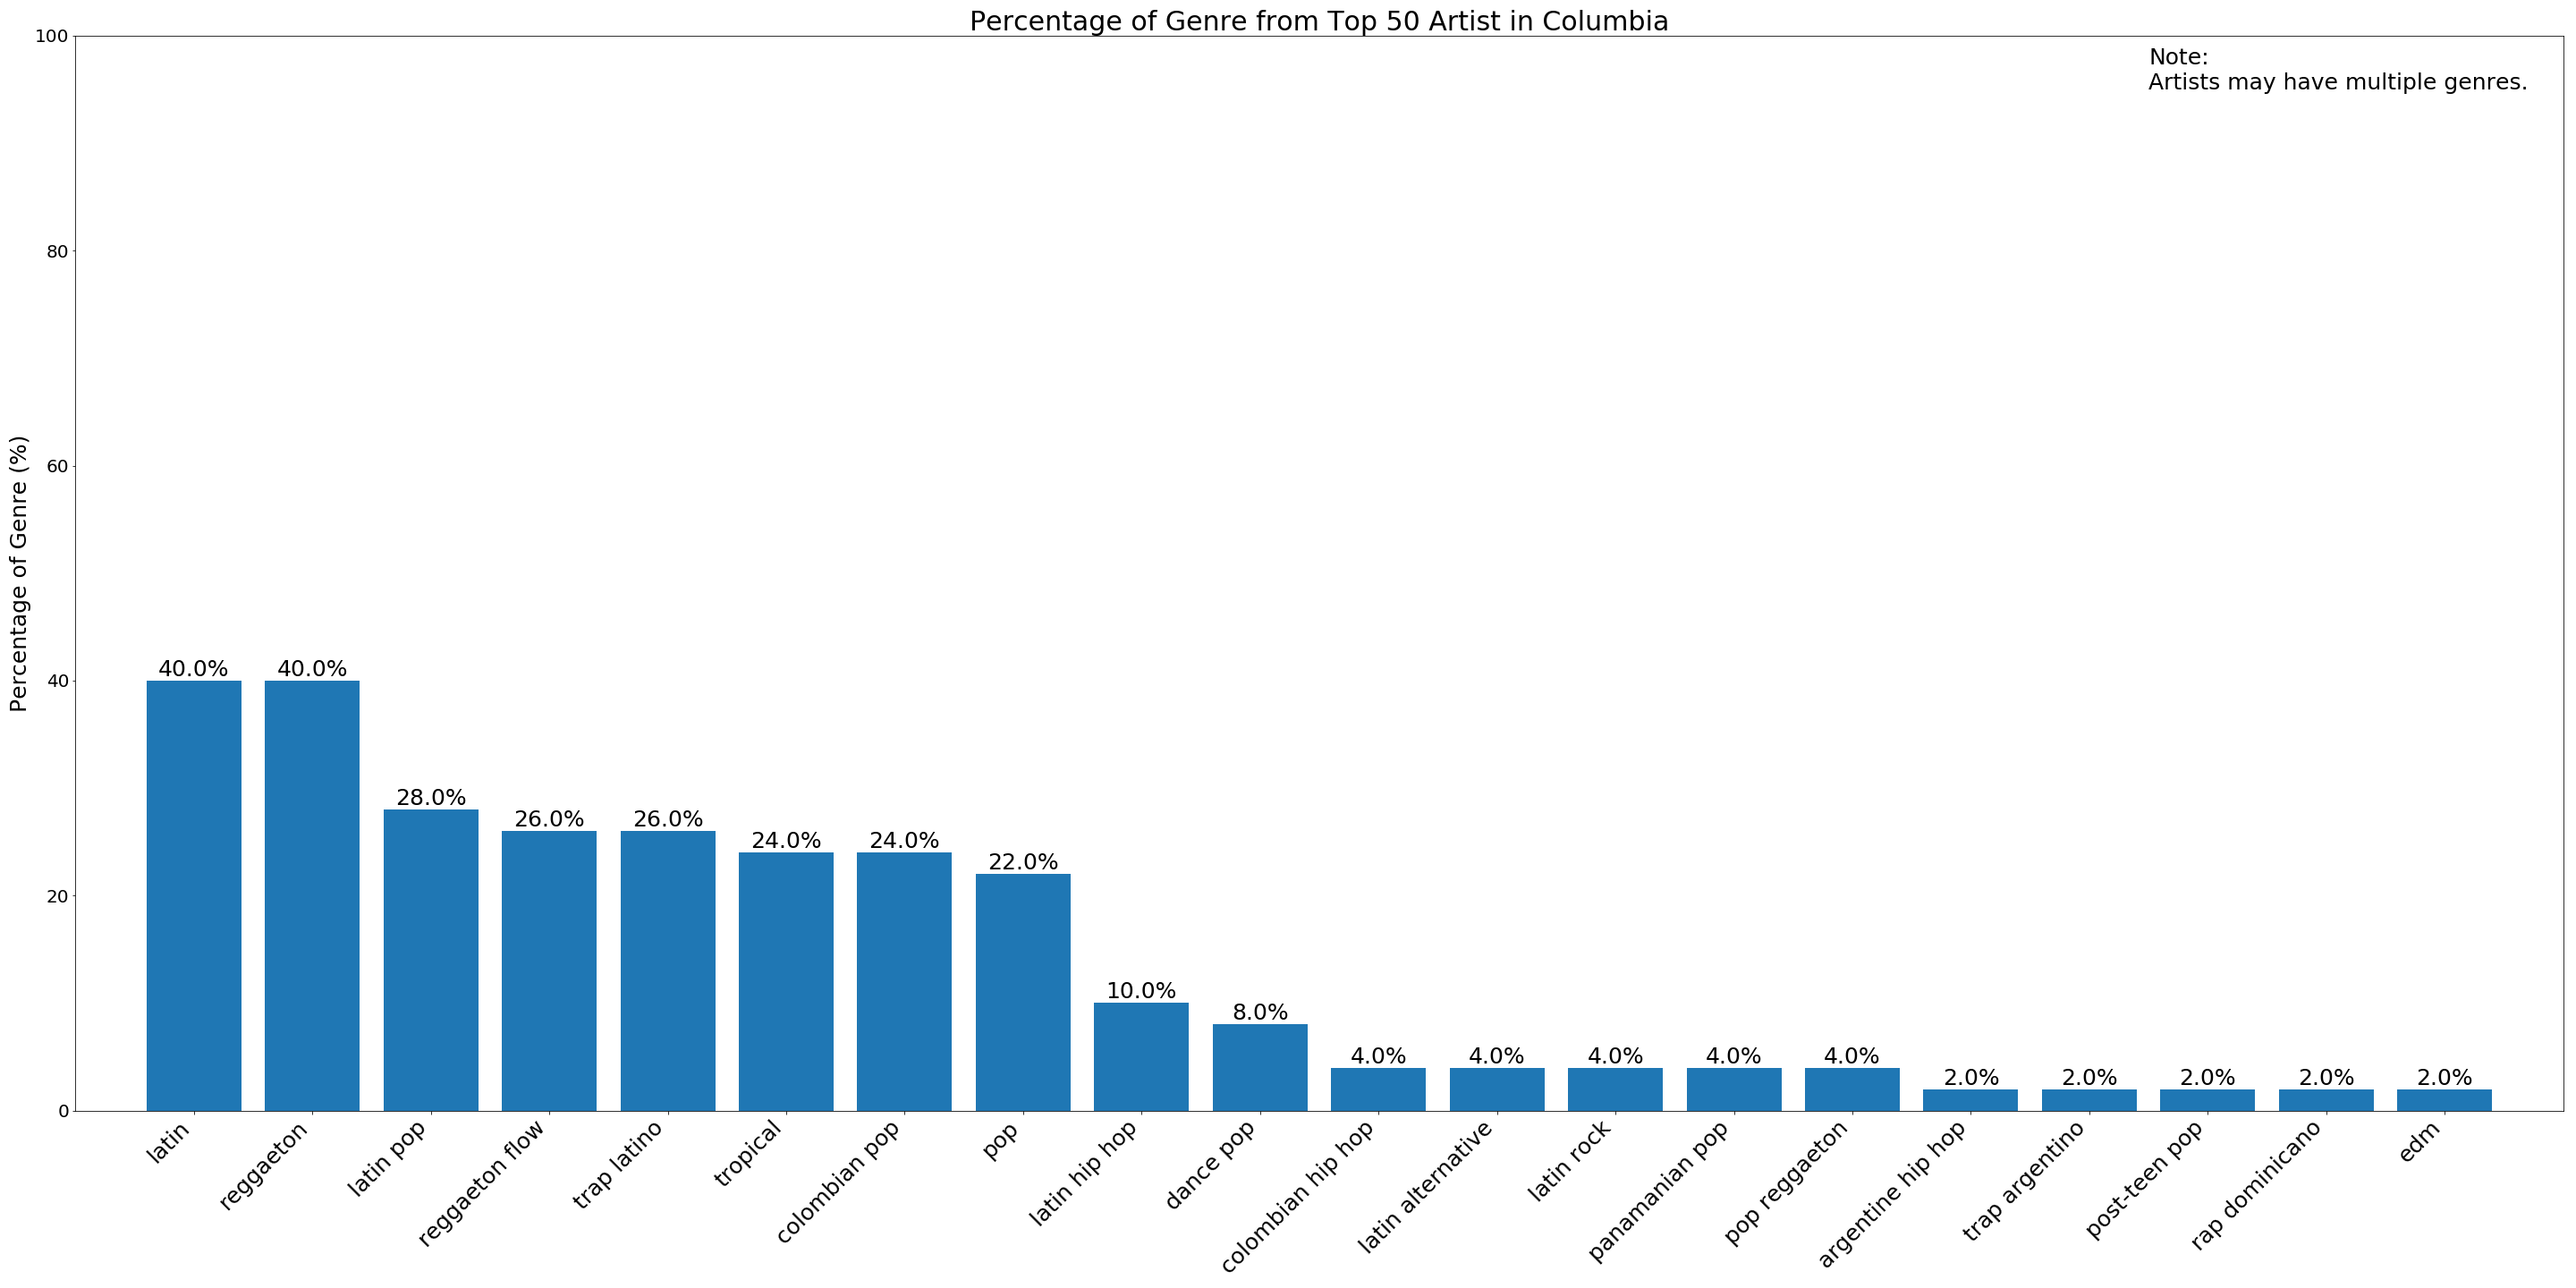 Percentage of Genre from Top 50 Artist in Columbia
Note:
Artists may have multiple genres.
Percentage of Genre (%)
100
80
60
40
20
0
40.0%
40.0%
28.0%
26.0%
26.0%
24.0%
24.0%
22.0%
10.0%
8.0%
4.0%
4.0%
4.0%
4.0%
4.0%
2.0%
2.0%
2.0%
2.0%
2.0%
latin
reggaeton
latin pop
reggaeton flow
trap latino
tropical
colombian pop
pop
latin hip hop
dance pop
colombian hip hop
latin alternative
latin rock
panamanian pop
pop reggaeton
argentine hip hop
trap argentino
post-teen pop
rap dominicano
edm